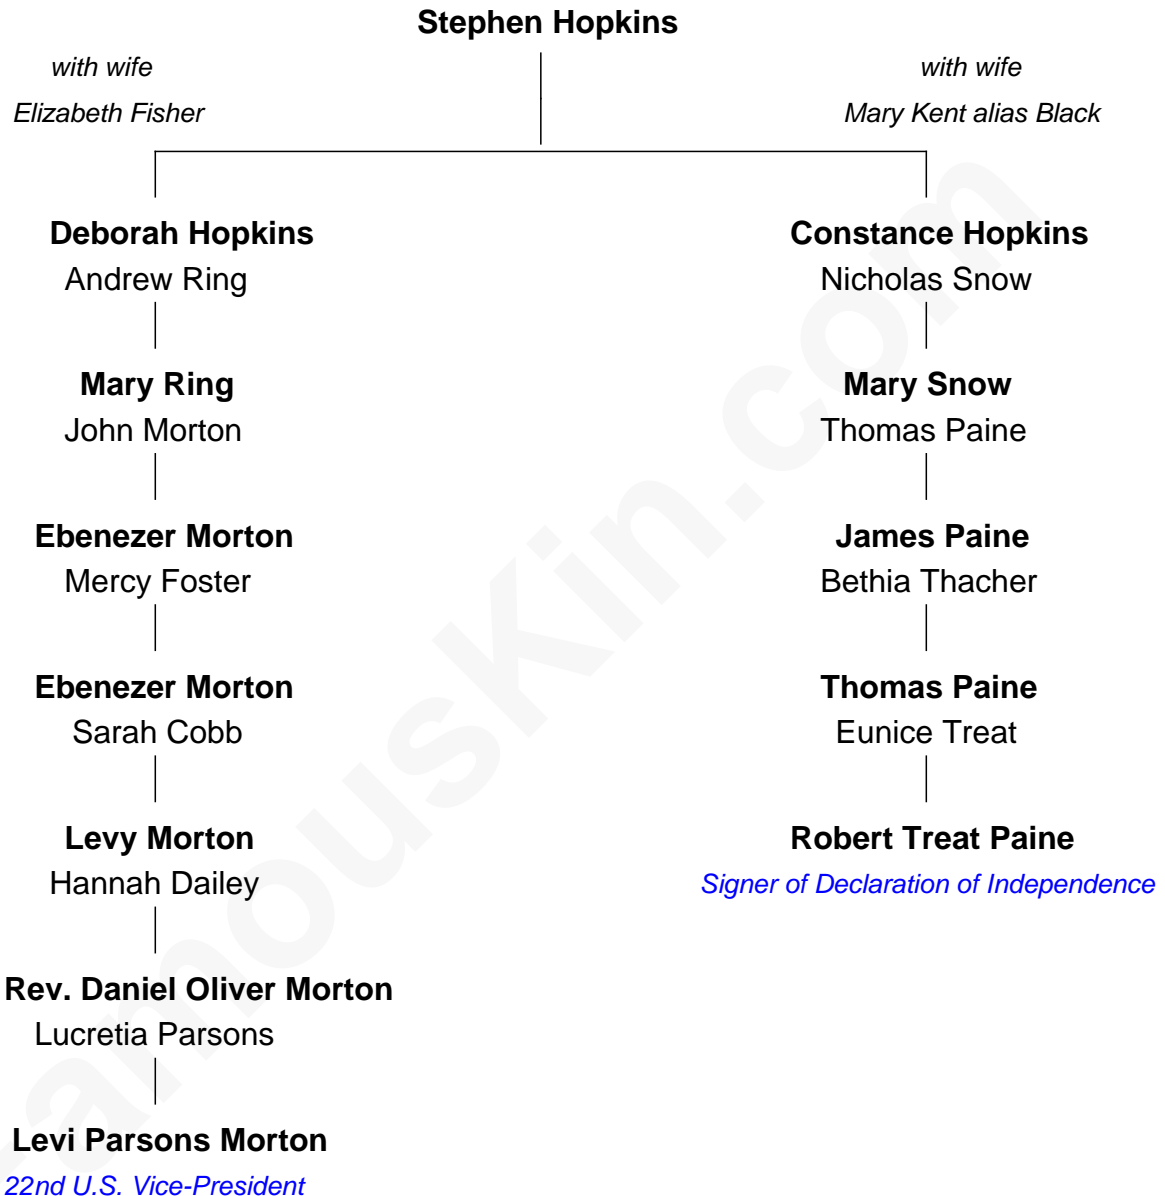 Stephen Hopkins
with wife
Elizabeth Fisher
with wife
Mary Kent alias Black
Deborah Hopkins
Andrew Ring
Constance Hopkins
Nicholas Snow
Mary Ring
John Morton
Mary Snow
Thomas Paine
Ebenezer Morton
Mercy Foster
James Paine
Bethia Thacher
Ebenezer Morton
Sarah Cobb
Thomas Paine
Eunice Treat
Levy Morton
Hannah Dailey
Robert Treat Paine
Signer of Declaration of Independence
Rev. Daniel Oliver Morton
Lucretia Parsons
Levi Parsons Morton
22nd U.S. Vice-President
FamousKin.com